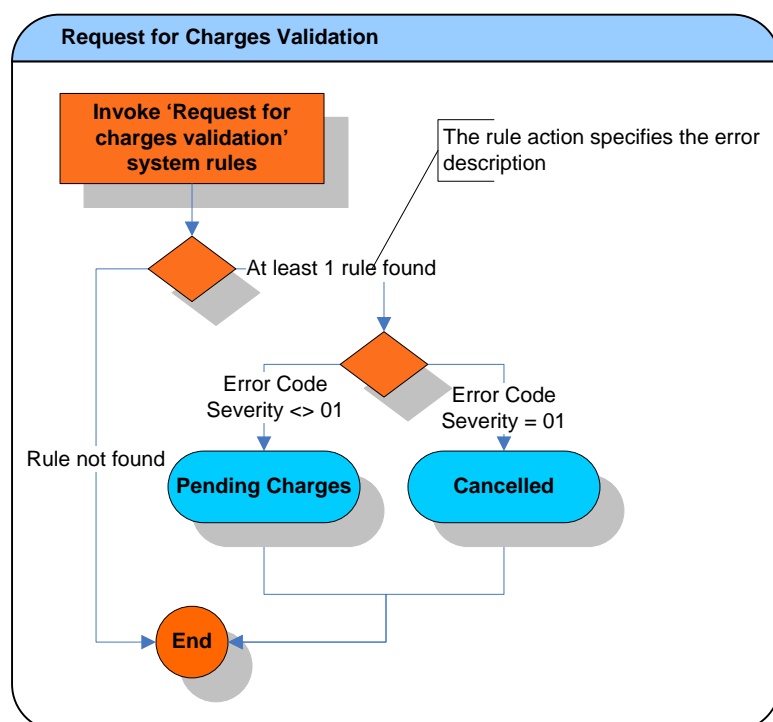 Request for Charges Validation
Invoke ‘Request for
charges validation’
system rules
The rule action specifies the error
description
At least 1 rule found
Error Code
Severity <> 01
Error Code
Severity = 01
Rule not found
Pending Charges
Cancelled
End